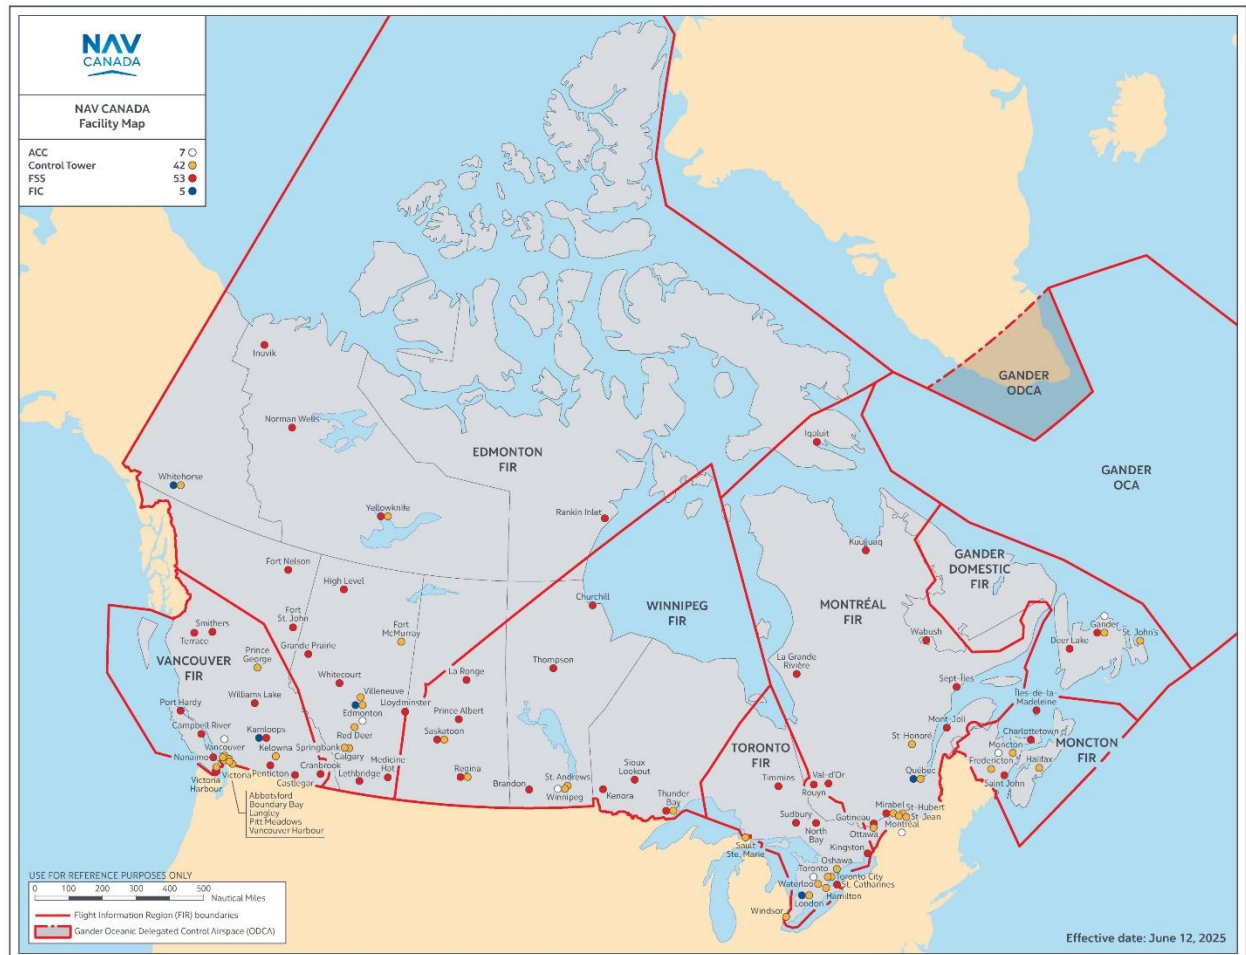 NAV
CANADA
NAV CANADA
Facility Map
ACC 7
Control Tower 42
FSS 53
FIC 5
Inuvik
Norman Wells
Whitehorse
Yellowknife
EDMONTON
FIR
Rankin Inlet
Iqaluit
GANDER
ODCA
GANDER
OCA
Kuujjuaq
GANDER
DOMESTIC
FIR
Fort Nelson
High Level
Churchill
WINNIPEG
FIR
MONTRÉAL
FIR
Fort
St. John
Fort
McMurray
Smithers
Terrace
Prince
George
Grande Prairie
VANCOUVER
FIR
Whitecourt
La Ronge
Thompson
La Grande
Rivière
Wabush
Gander
St. John's
Deer Lake
Williams Lake
Villeneuve
Edmonton
Lloydminster
Prince Albert
Sept-Îles
Îles-de-la-
Madeleine
Port Hardy
Campbell River
Kamloops
Red Deer
Saskatoon
Mont-Joli
Charlottetown
MONCTON
FIR
Vancouver
Nanaimo
Kelowna
Springbank
Calgary
Medicine
Hat
St-Honoré
Moncton
Fredericton
Halifax
Saint John
Victoria
Harbour
Victoria
Penticton
Castlegar
Cranbrook
Lethbridge
Regina
Brandon
St. Andrews
Winnipeg
Kenora
Sioux
Lookout
Thunder
Bay
TORONTO
FIR
Timmins
Val-d'Or
Rouyn
Québec
Abbotsford
Boundary Bay
Langley
Pitt Meadows
Vancouver Harbour
Sudbury
North
Bay
Gatineau
Ottawa
Mirabel
St-Hubert
St-Jean
Montréal
Sault
Ste. Marie
Kingston
Oshawa
Toronto
Toronto City
Waterloo
St. Catharines
Hamilton
London
Windsor
USE FOR REFERENCE PURPOSES ONLY
0 100 200 300 400 500
Nautical Miles
Flight Information Region (FIR) boundaries
Gander Oceanic Delegated Control Airspace (ODCA)
Effective date: June 12, 2025